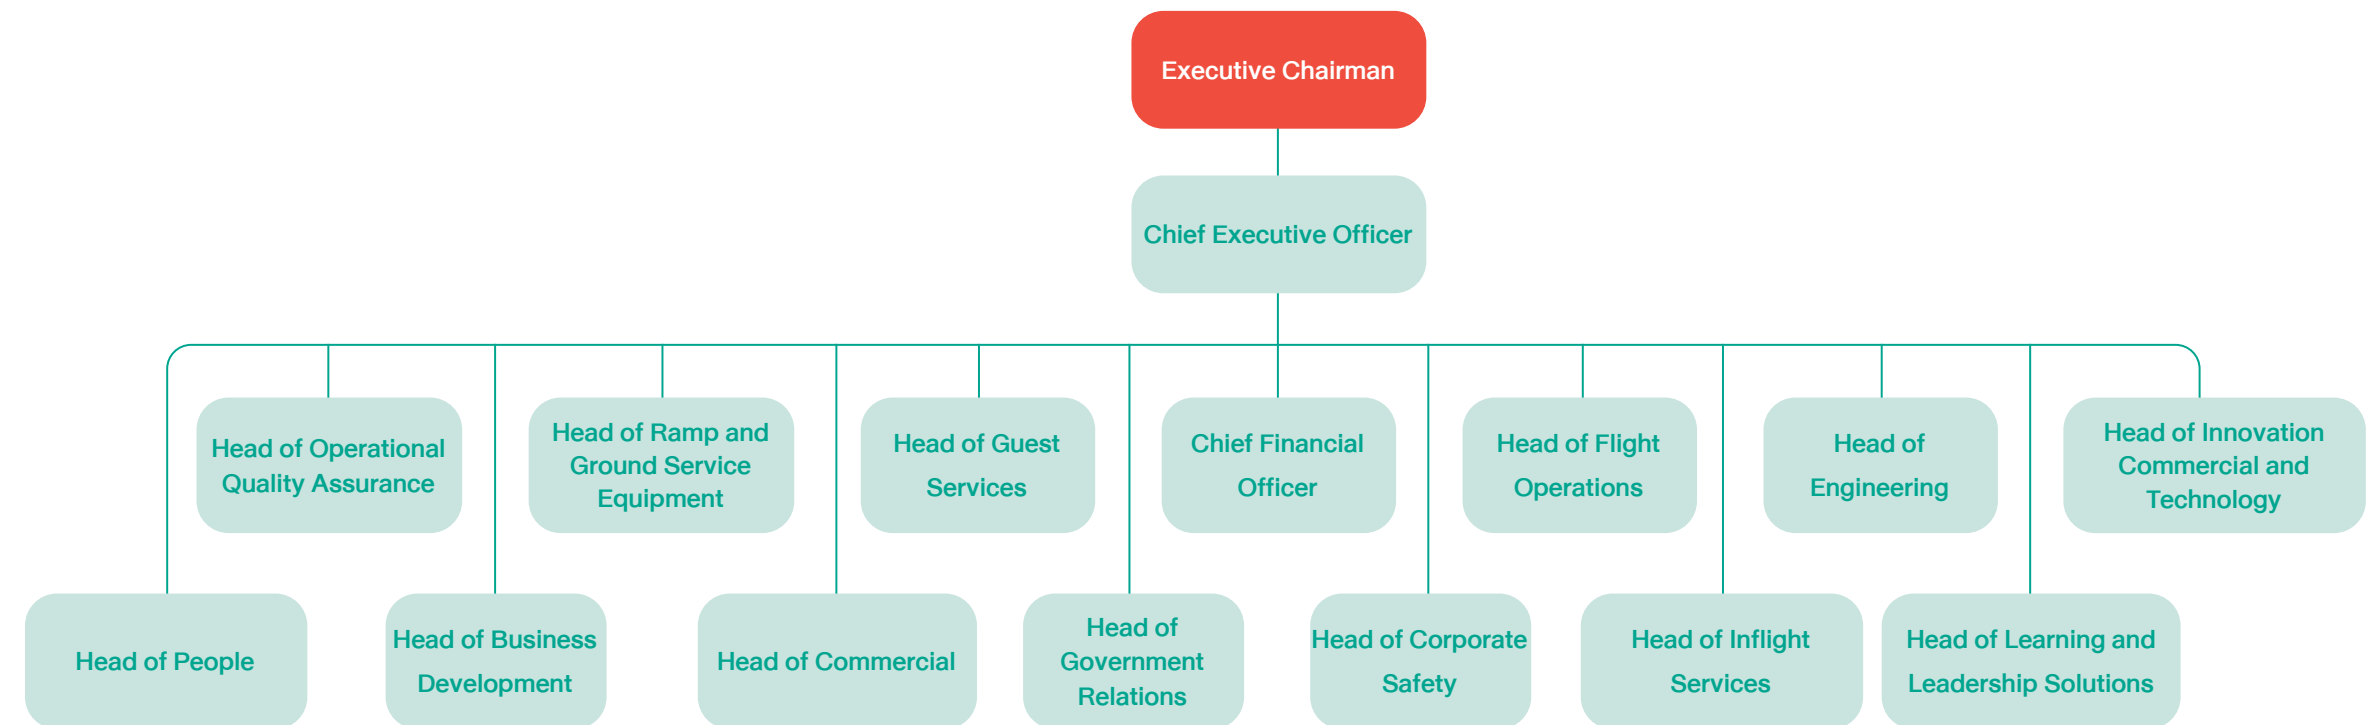 Executive Chairman
Chief Executive Officer
Head of Operational
Quality Assurance
Head of Ramp and
Ground Service
Equipment
Head of Guest
Services
Chief Financial
Officer
Head of Flight
Operations
Head of
Engineering
Head of Innovation
Commercial and
Technology
Head of People
Head of Business
Development
Head of Commercial
Head of
Government
Relations
Head of Corporate
Safety
Head of Inflight
Services
Head of Learning and
Leadership Solutions